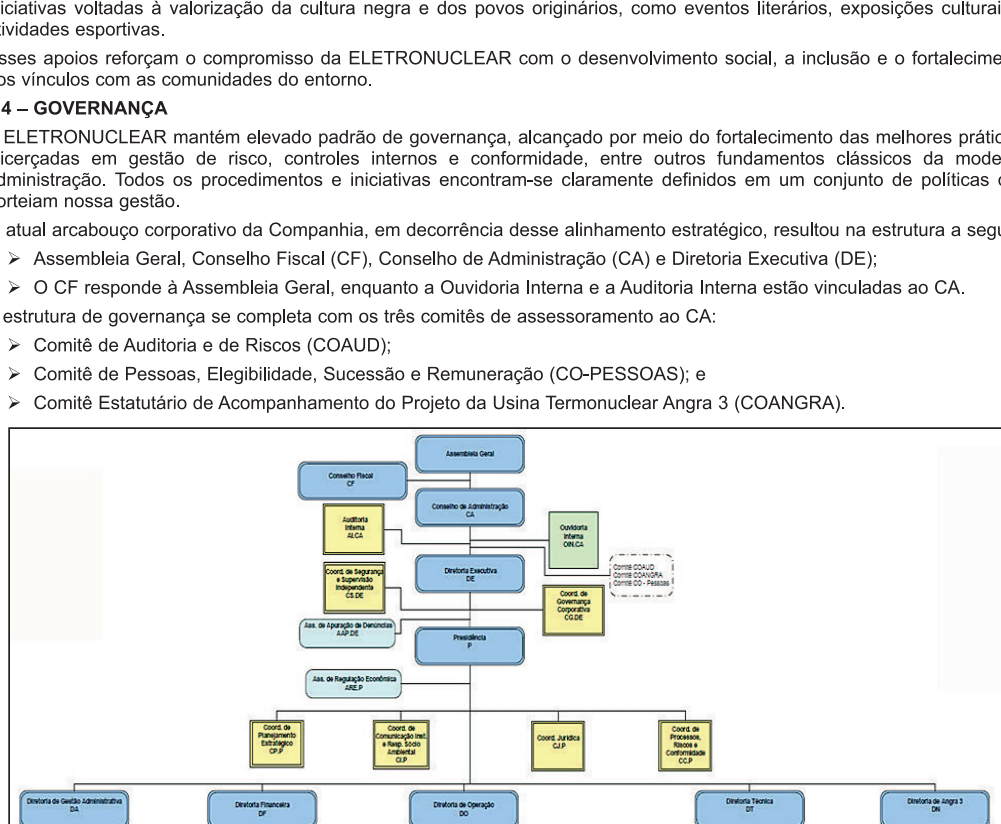 iciativas voltadas à valorização da cultura negra e dos povos originários, como eventos literários, exposições culturai
tividades esportivas.
sses apoios reforçam o compromisso da ELETRONUCLEAR com o desenvolvimento social, a inclusão e o fortalecime
os vínculos com as comunidades do entorno.
4 – GOVERNANÇA
ELETRONUCLEAR mantém elevado padrão de governança, alcançado por meio do fortalecimento das melhores prátic
icerçadas em gestão de risco, controles internos e conformidade, entre outros fundamentos clássicos da mode
dministração. Todos os procedimentos e iniciativas encontram-se claramente definidos em um conjunto de políticas
orteiam nossa gestão.
atual arcabouço corporativo da Companhia, em decorrência desse alinhamento estratégico, resultou na estrutura a segu
➢ Assembleia Geral, Conselho Fiscal (CF), Conselho de Administração (CA) e Diretoria Executiva (DE);
➢ O CF responde à Assembleia Geral, enquanto a Ouvidoria Interna e a Auditoria Interna estão vinculadas ao CA.
estrutura de governança se completa com os três comitês de assessoramento ao CA:
➢ Comitê de Auditoria e de Riscos (COAUD);
➢ Comitê de Pessoas, Elegibilidade, Sucessão e Remuneração (CO-PESSOAS); e
➢ Comitê Estatutário de Acompanhamento do Projeto da Usina Termonuclear Angra 3 (COANGRA).
Assembleia Geral
Conselho Fiscal
CF
Conselho de Administração
CA
Auditoria
Interna
AI.CA
Ouvidoria
Interna
OIN.CA
Diretoria Executiva
DE
Comitê COAUD
Comitê COANGRA
Comitê CO - Pessoas
Coord. de Segurança
e Supervisão
Independente
CS.DE
Coord. de
Governança
Corporativa
CG.DE
Ass. de Apuração de Denúncias
AAP.DE
Presidência
P
Ass. de Regulação Econômica
ARE.P
Coord. de
Planejamento
Estratégico
CP.P
Coord. de
Comunicação Inst.
e Resp. Sócio
Ambiental
CI.P
Coord. Jurídica
CJ.P
Coord. de
Processos,
Riscos e
Conformidade
CC.P
Diretoria de Gestão Administrativa
DA
Diretoria Financeira
DF
Diretoria de Operação
DO
Diretoria Técnica
DT
Diretoria de Angra 3
DN